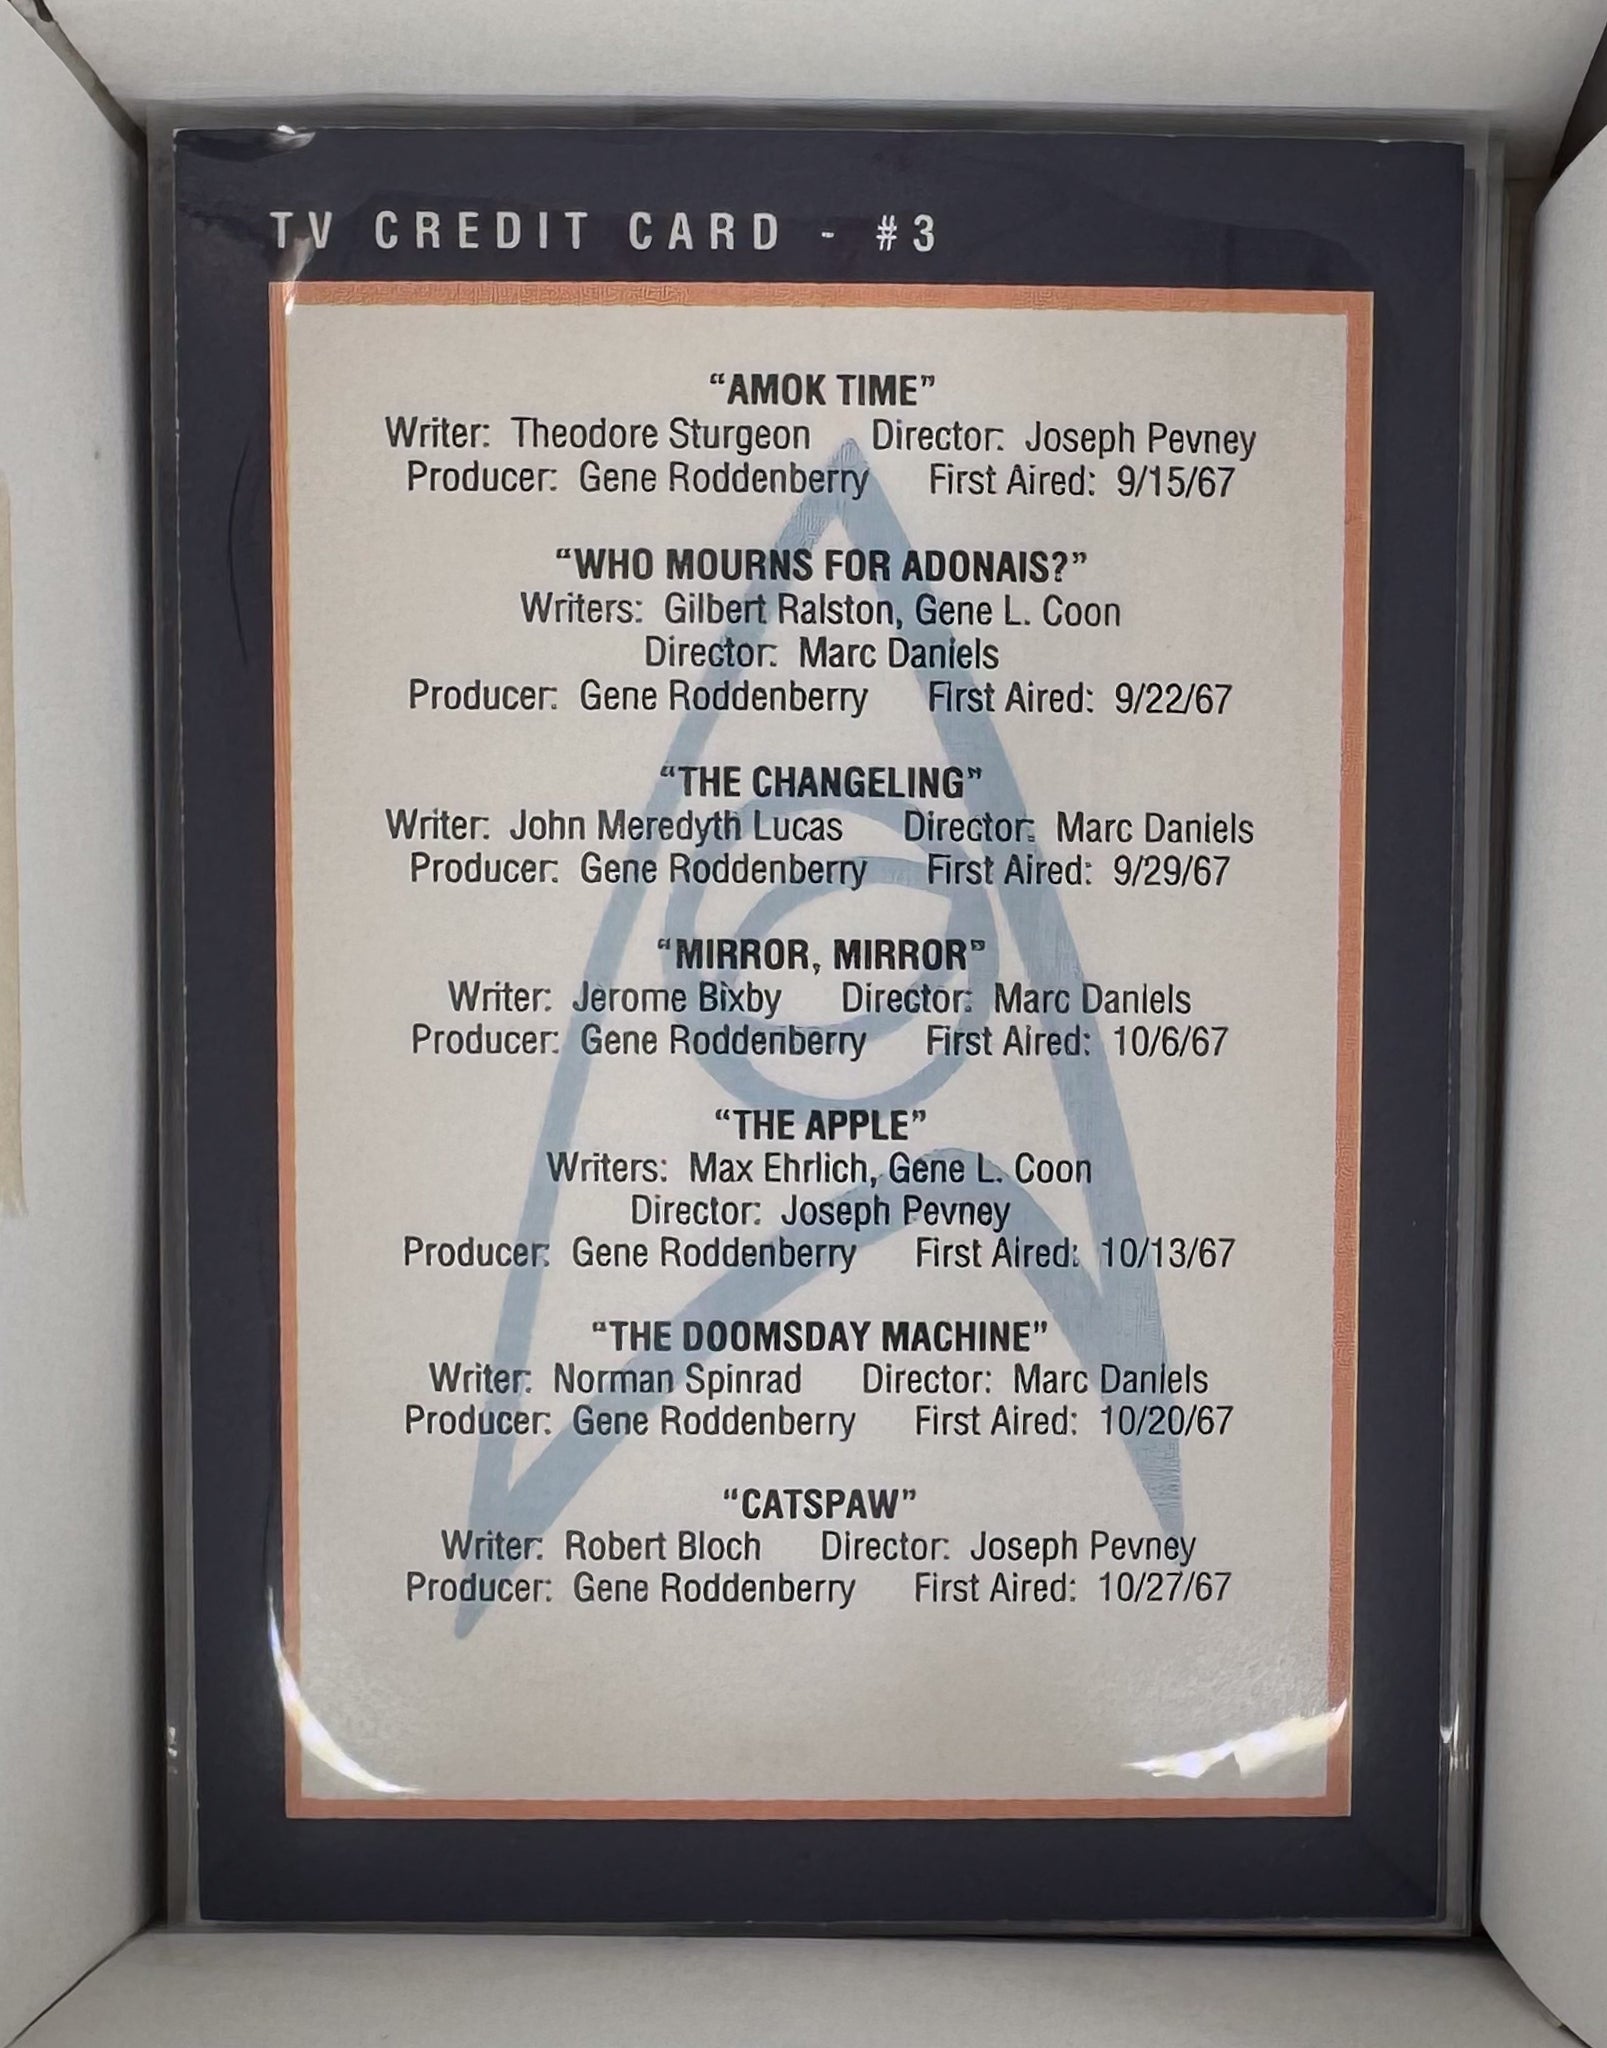 TV CREDIT CARD - #3
“AMOK TIME”
Writer: Theodore Sturgeon Director: Joseph Pevney
Producer: Gene Roddenberry First Aired: 9/15/67
“WHO MOURNS FOR ADONAIS?”
Writers: Gilbert Ralston, Gene L. Coon
Director: Marc Daniels
Producer: Gene Roddenberry First Aired: 9/22/67
“THE CHANGELING”
Writer: John Meredyth Lucas Director: Marc Daniels
Producer: Gene Roddenberry First Aired: 9/29/67
“MIRROR, MIRROR”
Writer: Jerome Bixby Director: Marc Daniels
Producer: Gene Roddenberry First Aired: 10/6/67
“THE APPLE”
Writers: Max Ehrlich, Gene L. Coon
Director: Joseph Pevney
Producer: Gene Roddenberry First Aired: 10/13/67
“THE DOOMSDAY MACHINE”
Writer: Norman Spinrad Director: Marc Daniels
Producer: Gene Roddenberry First Aired: 10/20/67
“CATSPAW”
Writer: Robert Bloch Director: Joseph Pevney
Producer: Gene Roddenberry First Aired: 10/27/67